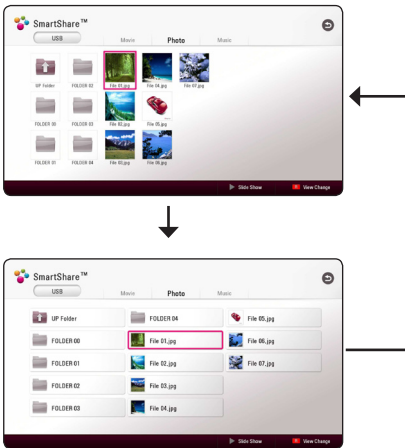 SmartShare™
USB Movie Photo Music
UP Folder FOLDER 02 File 01.jpg File 04.jpg File 07.jpg
FOLDER 00 FOLDER 03 File 02.jpg File 05.jpg
FOLDER 01 FOLDER 04 File 03.jpg File 06.jpg
Slide Show View Change
SmartShare™
USB Movie Photo Music
UP Folder FOLDER 04 File 05.jpg
FOLDER 00 File 01.jpg File 06.jpg
FOLDER 01 File 02.jpg File 07.jpg
FOLDER 02 File 03.jpg
FOLDER 03 File 04.jpg
Slide Show View Change